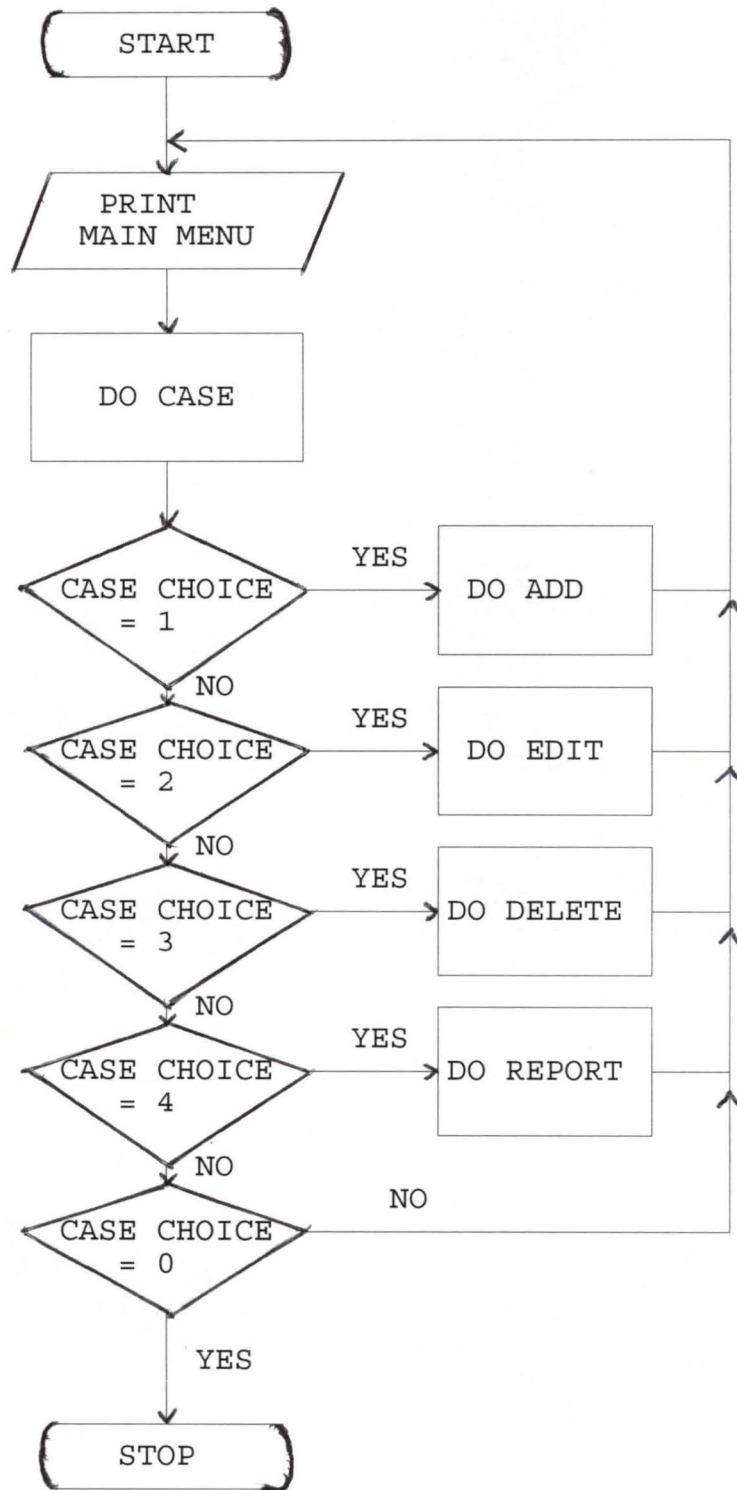 START
PRINT
MAIN MENU
DO CASE
CASE CHOICE
= 1
YES
DO ADD
NO
CASE CHOICE
= 2
YES
DO EDIT
NO
CASE CHOICE
= 3
YES
DO DELETE
NO
CASE CHOICE
= 4
YES
DO REPORT
NO
CASE CHOICE
= 0
NO
YES
STOP